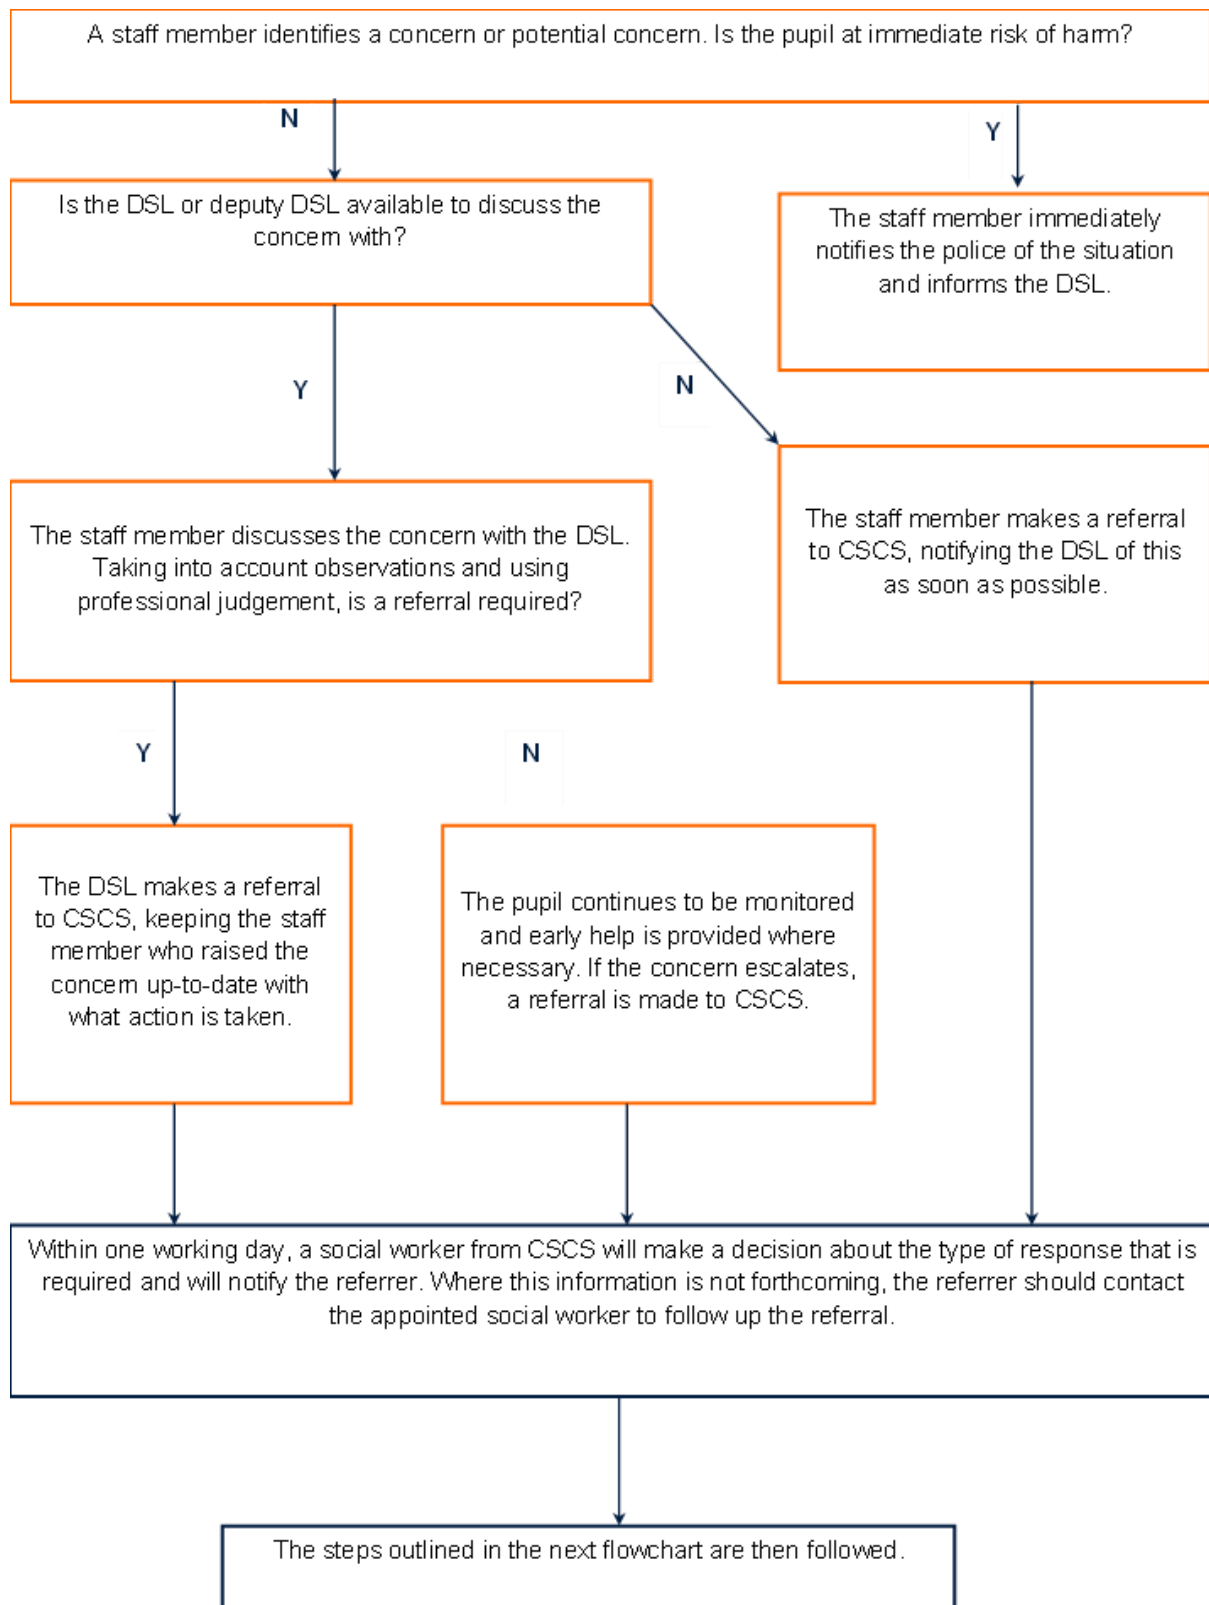 A staff member identifies a concern or potential concern. Is the pupil at immediate risk of harm?
N
Y
Is the DSL or deputy DSL available to discuss the
concern with?
The staff member immediately
notifies the police of the situation
and informs the DSL.
Y
N
The staff member discusses the concern with the DSL.
Taking into account observations and using
professional judgement, is a referral required?
The staff member makes a referral
to CSCS, notifying the DSL of this
as soon as possible.
Y
N
The DSL makes a referral
to CSCS, keeping the staff
member who raised the
concern up-to-date with
what action is taken.
The pupil continues to be monitored
and early help is provided where
necessary. If the concern escalates,
a referral is made to CSCS.
Within one working day, a social worker from CSCS will make a decision about the type of response that is
required and will notify the referrer. Where this information is not forthcoming, the referrer should contact
the appointed social worker to follow up the referral.
The steps outlined in the next flowchart are then followed.